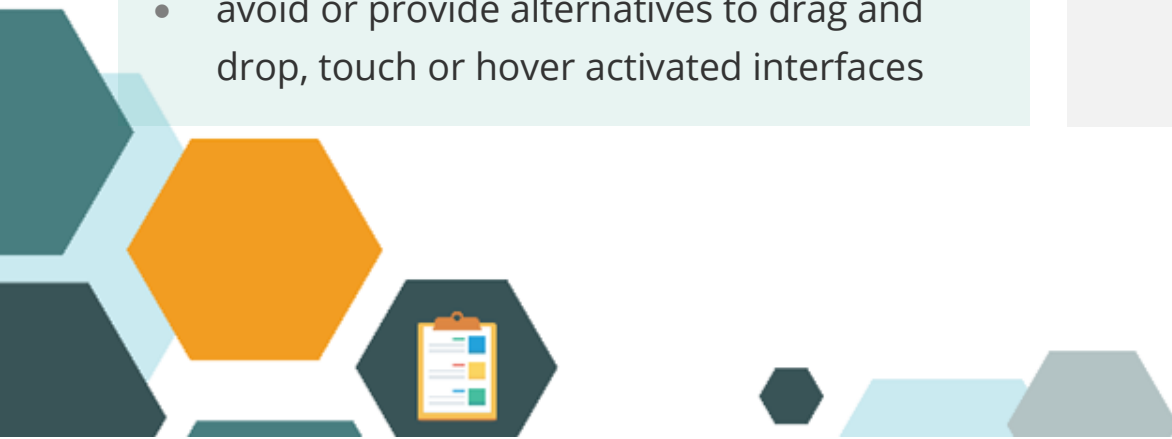 avoid or provide alternatives to drag and
drop, touch or hover activated interfaces